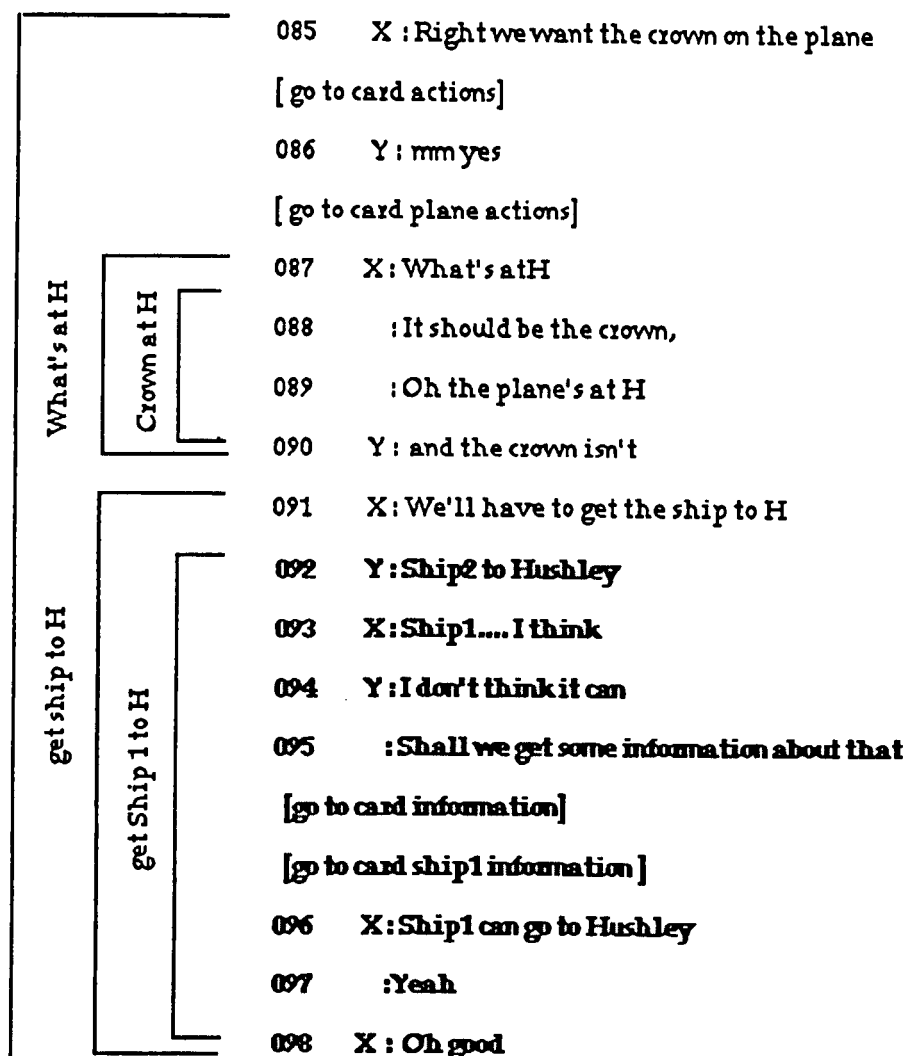 085 X : Right we want the crown on the plane
[ go to card actions]
086 Y : mm yes
[ go to card plane actions]
087 X : What's at H
088 : It should be the crown,
089 : Oh the plane's at H
090 Y : and the crown isn't
091 X : We'll have to get the ship to H
092 Y : Ship2 to Hushley
093 X : Ship1.... I think
094 Y : I don't think it can
095 : Shall we get some information about that
[go to card information]
[go to card ship1 information ]
096 X : Ship1 can go to Hushley
097 : Yeah
098 X : Oh good
What's at H
Crown at H
get ship to H
get Ship 1 to H